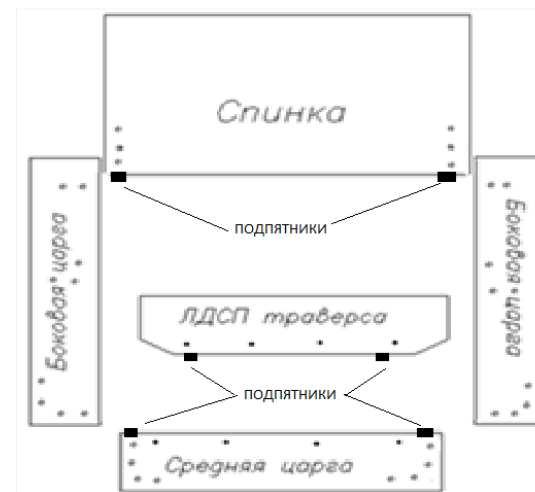 Спинка
подпятники
Боковая царга
Боковая царга
ЛДСП траверса
подпятники
Средняя царга